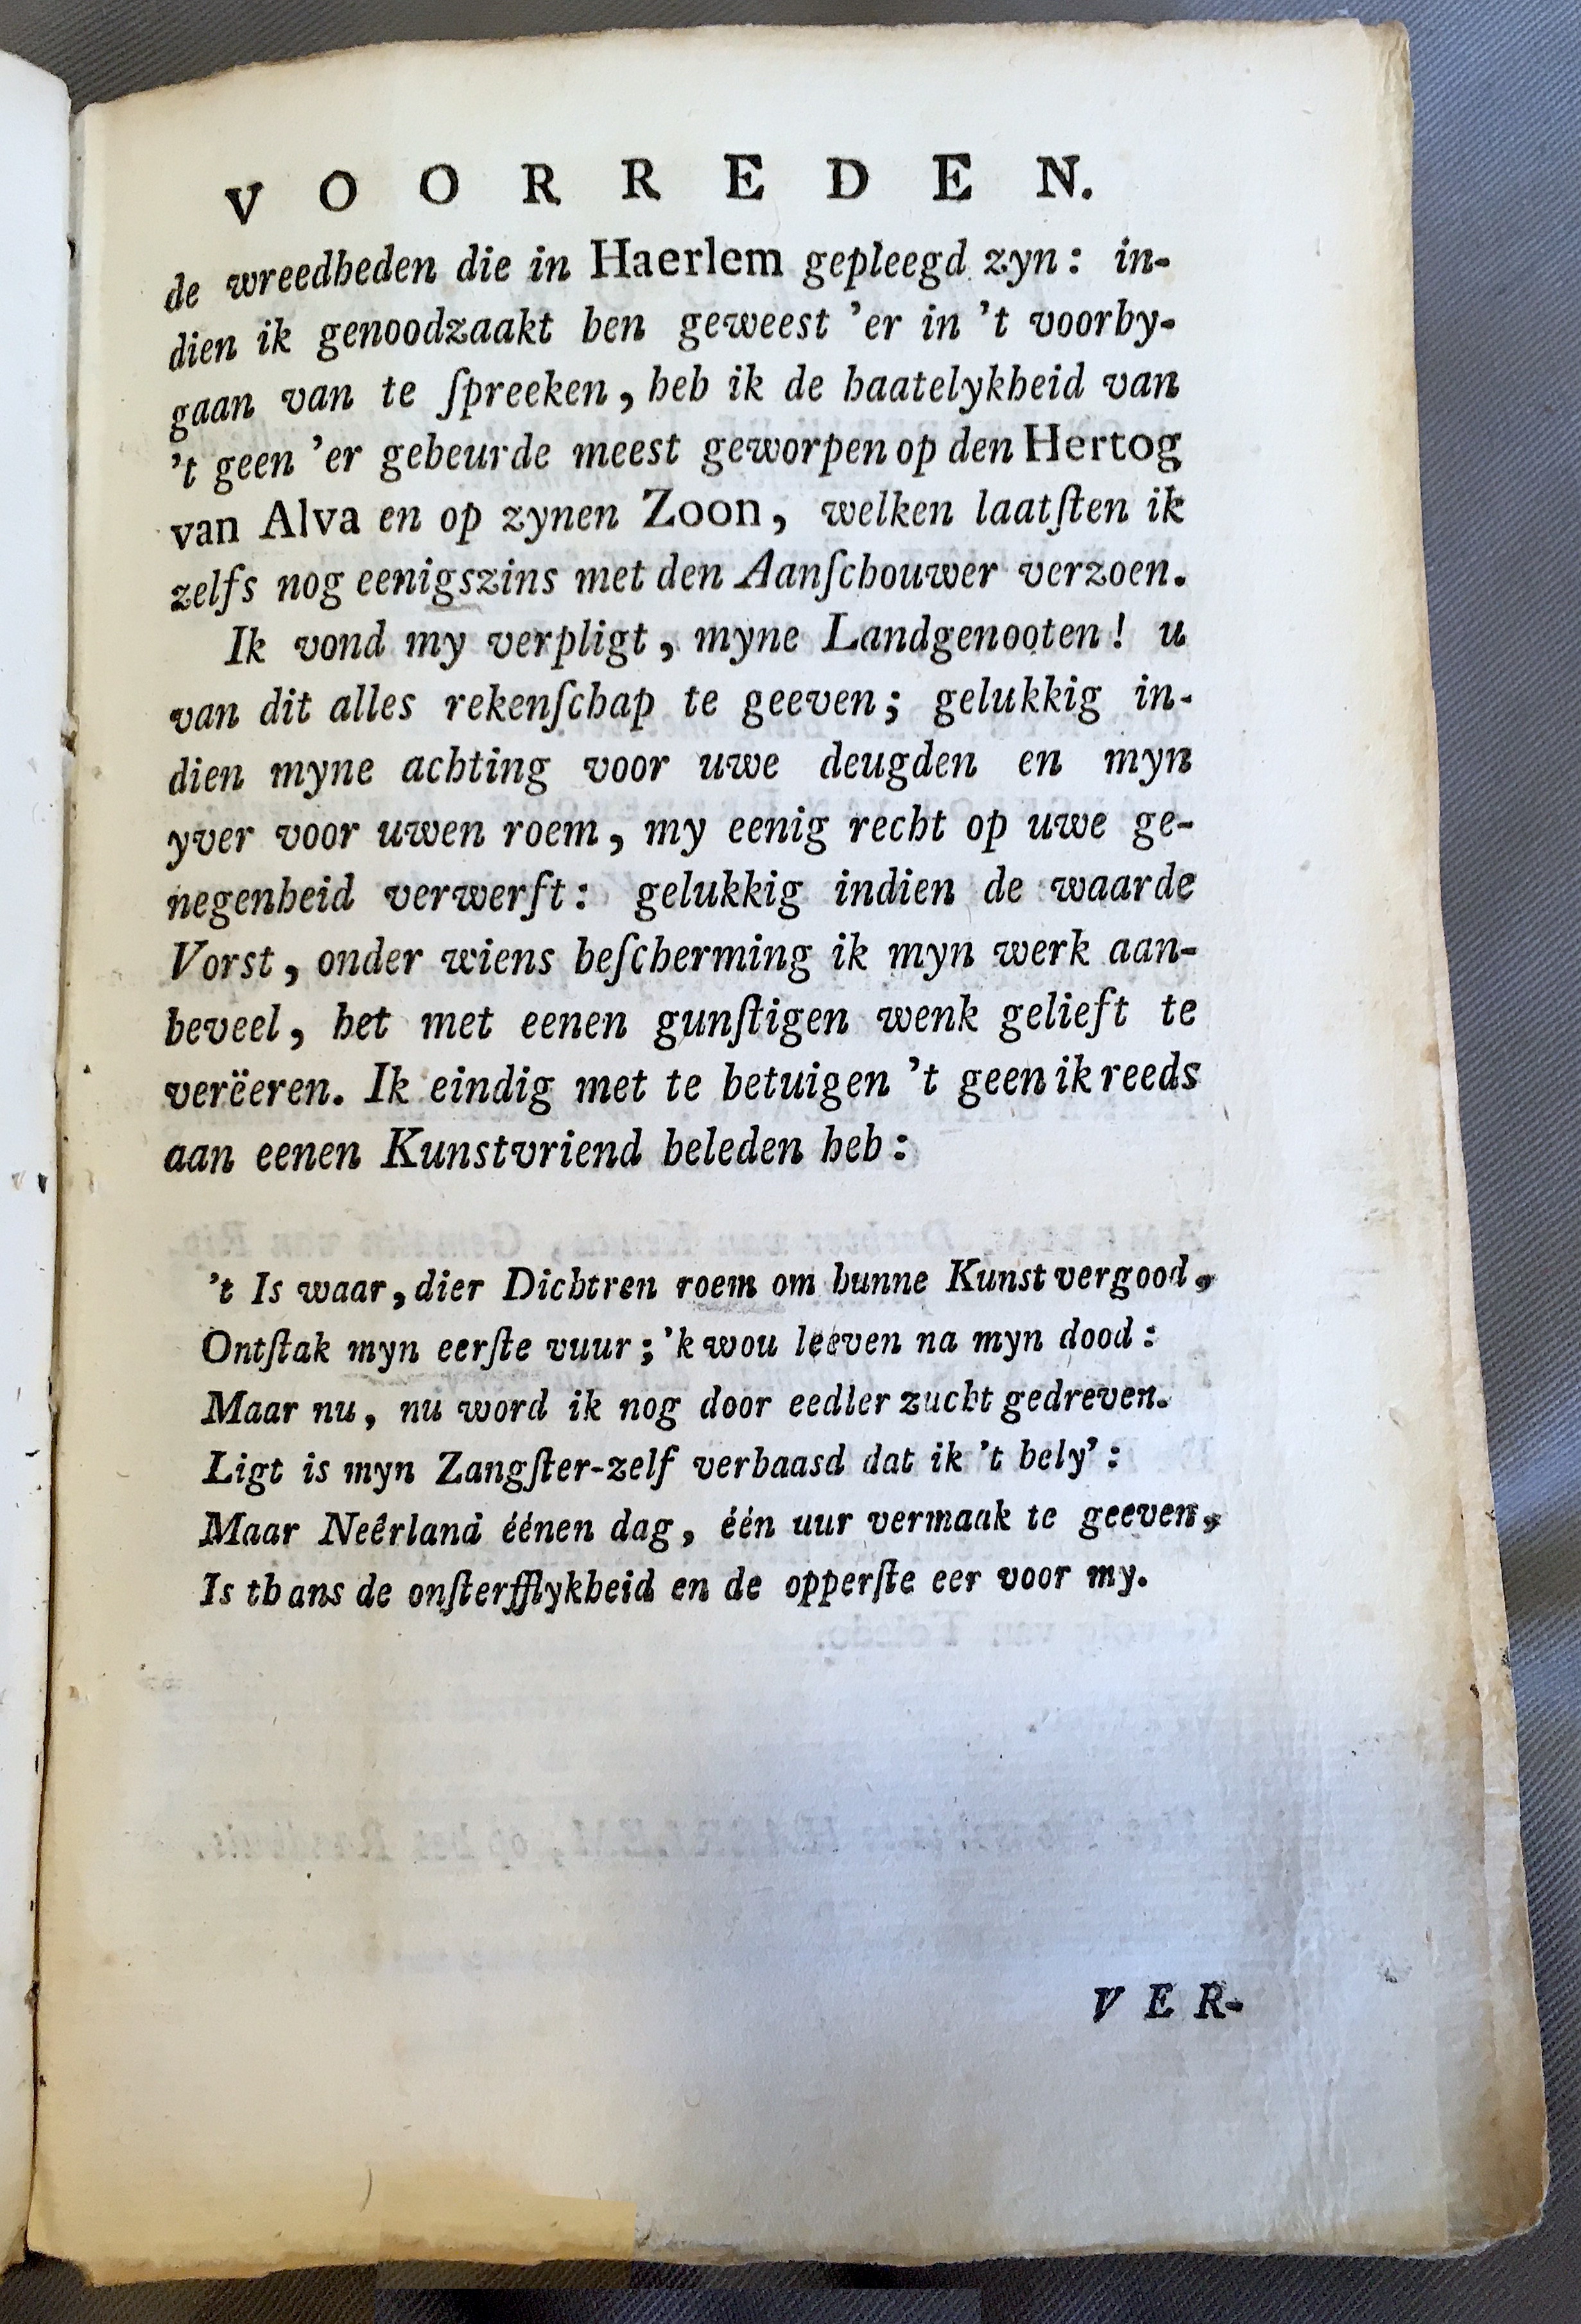 VOORREDEN.
de wreedheden die in Haerlem gepleegd zyn: in-
dien ik genoodzaakt ben geweest 'er in 't voorby-
gaan van te ſpreeken, heb ik de haatelykheid van
't geen 'er gebeurde meest geworpen op den Hertog
van Alva en op zynen Zoon, welken laatſten ik
zelfs nog eenigszins met den Aanſchouwer verzoen.
Ik vond my verpligt, myne Landgenooten! u
van dit alles rekenſchap te geeven; gelukkig in-
dien myne achting voor uwe deugden en myn
yver voor uwen roem, my eenig recht op uwe ge-
negenheid verwerft: gelukkig indien de waarde
Vorst, onder wiens beſcherming ik myn werk aan-
beveel, het met eenen gunſtigen wenk gelieft te
verëeren. Ik eindig met te betuigen 't geen ik reeds
aan eenen Kunstvriend beleden heb:
't Is waar, dier Dichtren roem om hunne Kunst vergood,
Ontſtak myn eerſte vuur; 'k wou leeven na myn dood:
Maar nu, nu word ik nog door eedler zucht gedreven.
Ligt is myn Zangſter-zelf verbaasd dat ik 't bely':
Maar Neêrland éénen dag, één uur vermaak te geeven,
Is thans de onſterfflykheid en de opperſte eer voor my.
VER-